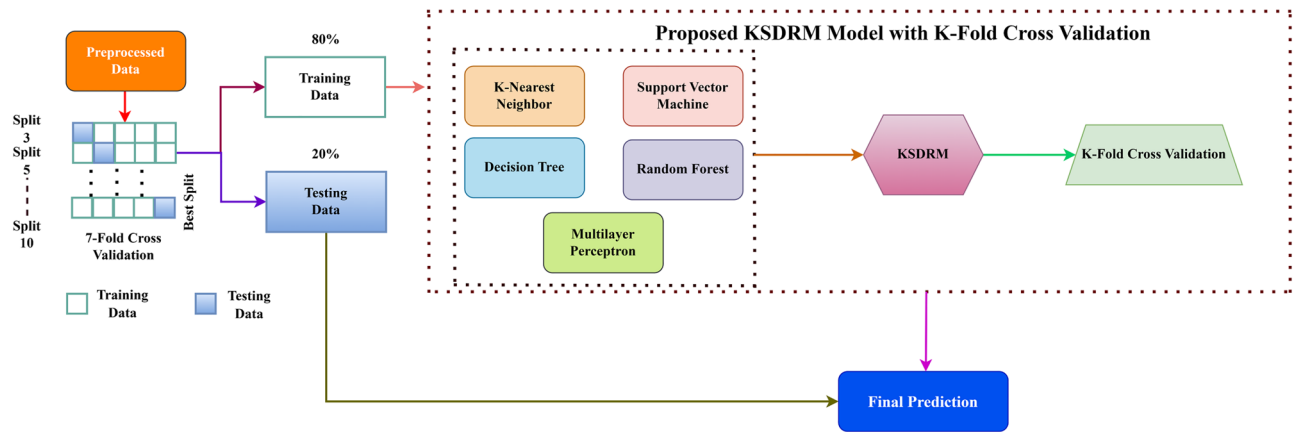 Proposed KSDRM Model with K-Fold Cross Validation
Preprocessed
Data
Split
3
Split
5
Split
10
Best Split
7-Fold Cross
Validation
Training
Data
Testing
Data
80%
Training
Data
20%
Testing
Data
K-Nearest
Neighbor
Support Vector
Machine
Decision Tree
Random Forest
Multilayer
Perceptron
KSDRM
K-Fold Cross Validation
Final Prediction